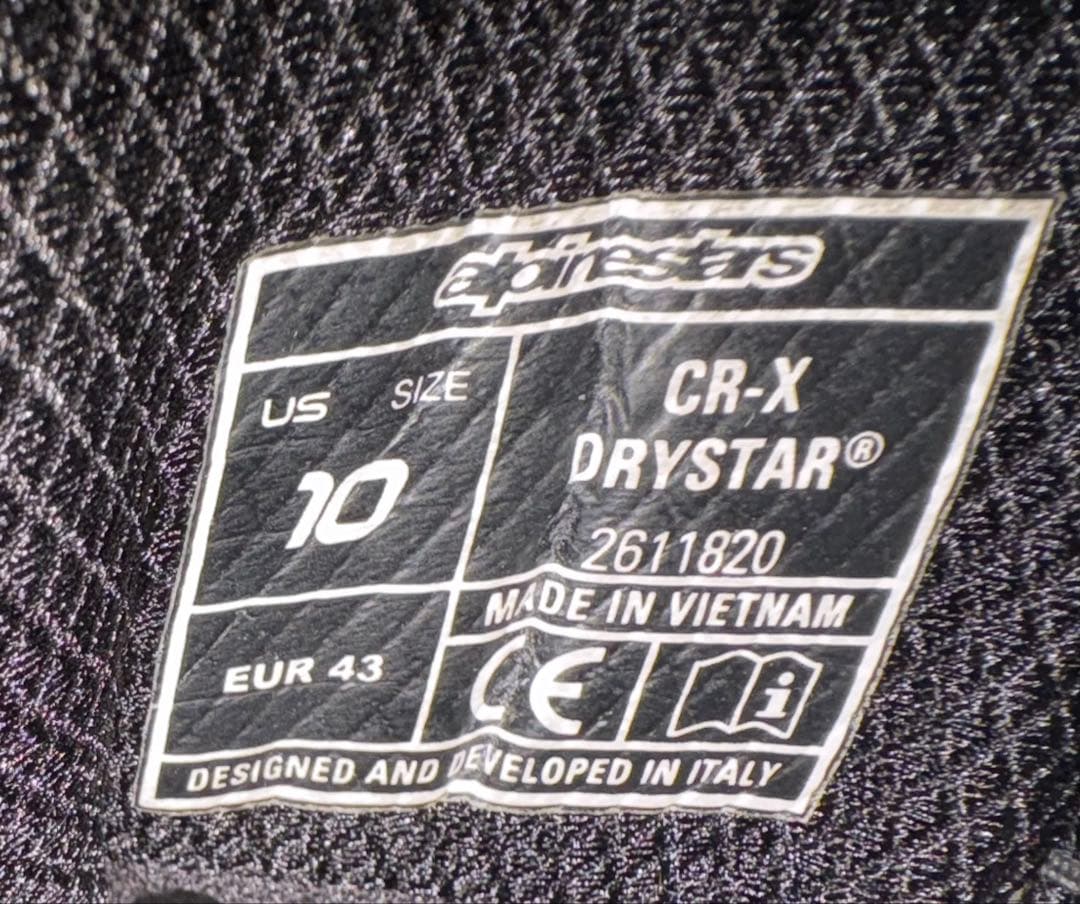 alpinestars
US SIZE
10
CR-X
DRYSTAR®
2611820
MADE IN VIETNAM
EUR 43
CE
i
DESIGNED AND DEVELOPED IN ITALY